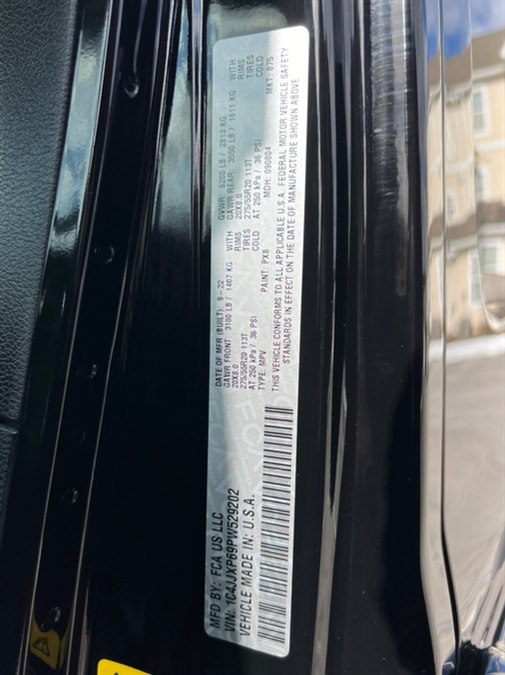 MFD BY: FCA US LLC
VIN: 1C4JJXP69PW529202
VEHICLE MADE IN: U.S.A.
DATE OF MFR (BUILT): 9-22 GVWR: 6200 LB / 2813 KG
GAWR FRONT: 3100 LB / 1407 KG WITH GAWR REAR: 3550 LB / 1611 KG WITH
20X8.0 RIMS 20X8.0 RIMS
275/55R20 113T TIRES 275/55R20 113T TIRES
AT 250 kPa / 36 PSI COLD AT 250 kPa / 36 PSI COLD
TYPE: MPV PAINT: PX8 MDH: 090804 MKT: 875
THIS VEHICLE CONFORMS TO ALL APPLICABLE U.S.A. FEDERAL MOTOR VEHICLE SAFETY
STANDARDS IN EFFECT ON THE DATE OF MANUFACTURE SHOWN ABOVE.